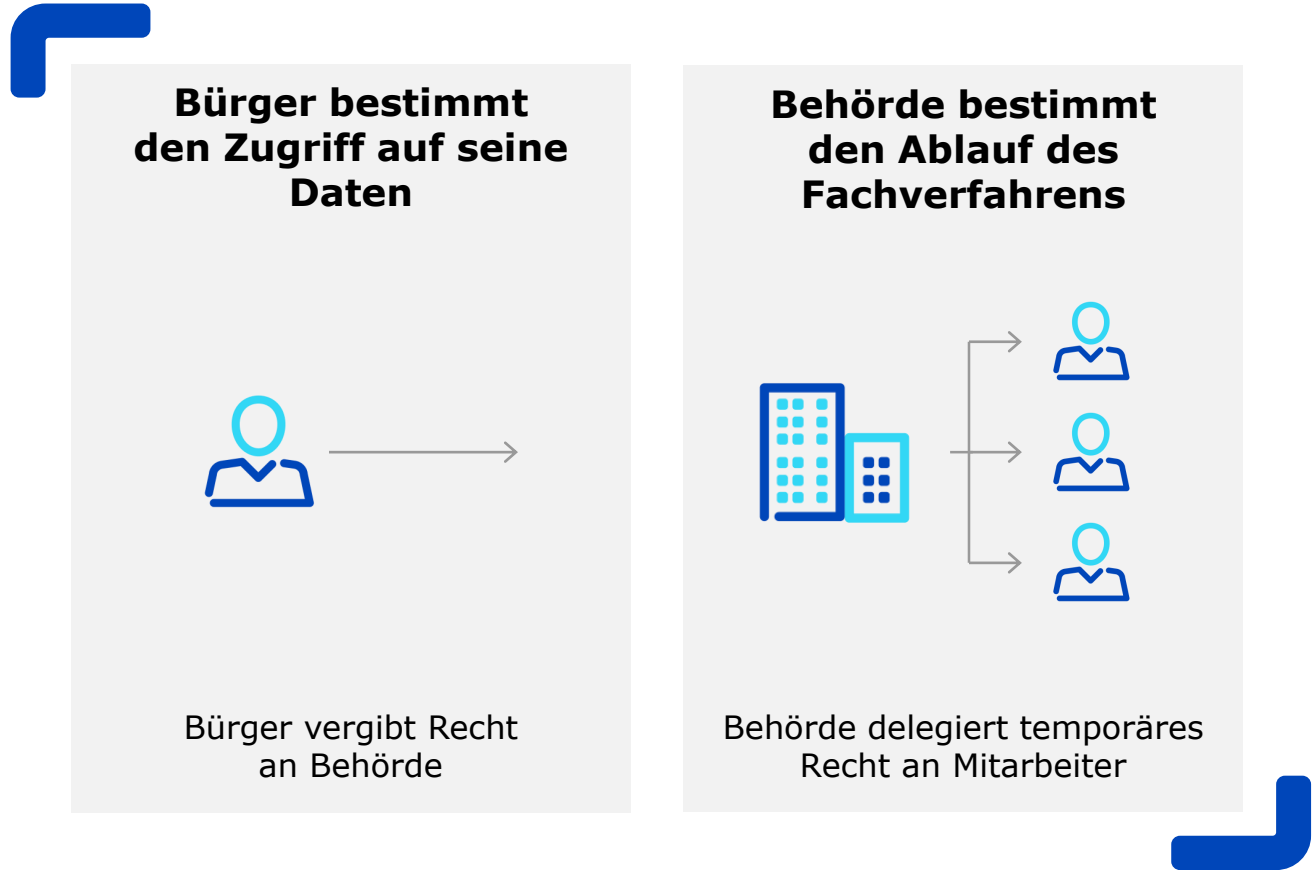 Bürger bestimmt
den Zugriff auf seine
Daten
Bürger vergibt Recht
an Behörde
Behörde bestimmt
den Ablauf des
Fachverfahrens
Behörde delegiert temporäres
Recht an Mitarbeiter